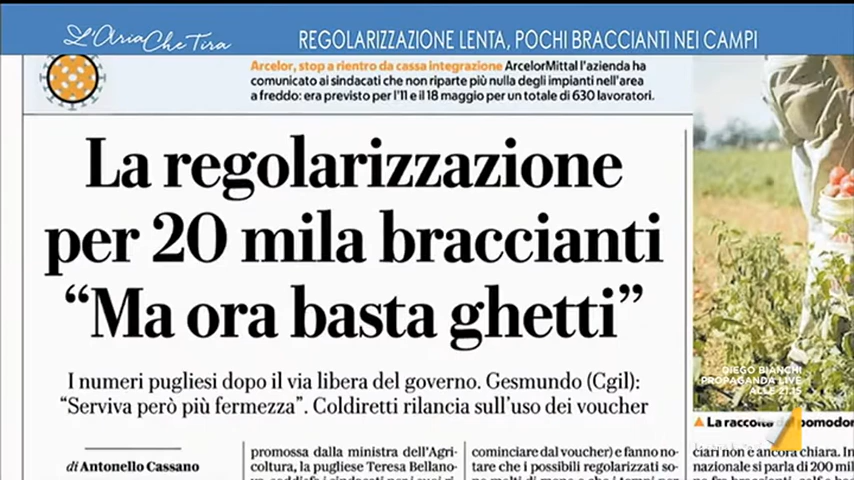 L'Aria Che Tira
REGOLARIZZAZIONE LENTA, POCHI BRACCIANTI NEI CAMPI
Arcelor, stop a rientro da cassa integrazione ArcelorMittal l'azienda ha
comunicato ai sindacati che non riparte più nulla degli impianti nell'area
a freddo: era previsto per l'11 e il 18 maggio per un totale di 630 lavoratori.
La regolarizzazione
per 20 mila braccianti
“Ma ora basta ghetti”
I numeri pugliesi dopo il via libera del governo. Gesmundo (Cgil):
“Serviva però più fermezza”. Coldiretti rilancia sull'uso dei voucher
DIEGO BIANCHI
PROPAGANDA LIVE
ALLE 21.15
La raccolta del pomodor
di Antonello Cassano
promossa dalla ministra dell'Agri-
coltura, la pugliese Teresa Bellano-
cominciare dal voucher) e fanno no-
tare che i possibili regolarizzati so-
ciari non è ancora chiara. In
nazionale si parla di 200 mil